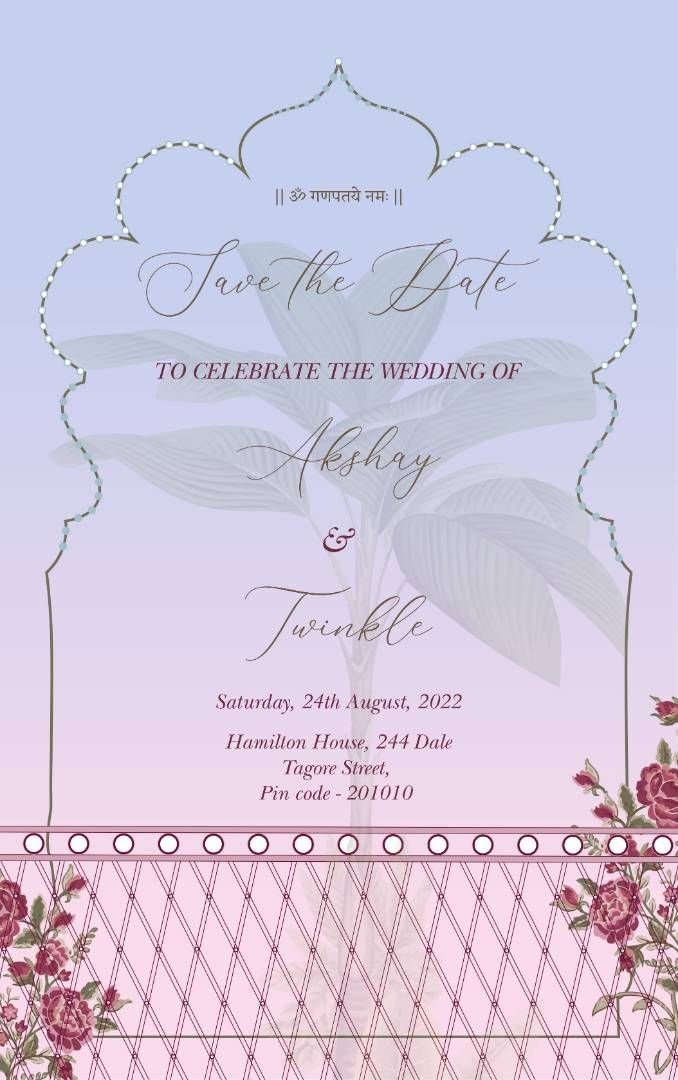 || ॐ गणपतये नमः ||
Save the Date
TO CELEBRATE THE WEDDING OF
Akshay
&
Twinkle
Saturday, 24th August, 2022
Hamilton House, 244 Dale
Tagore Street,
Pin code - 201010